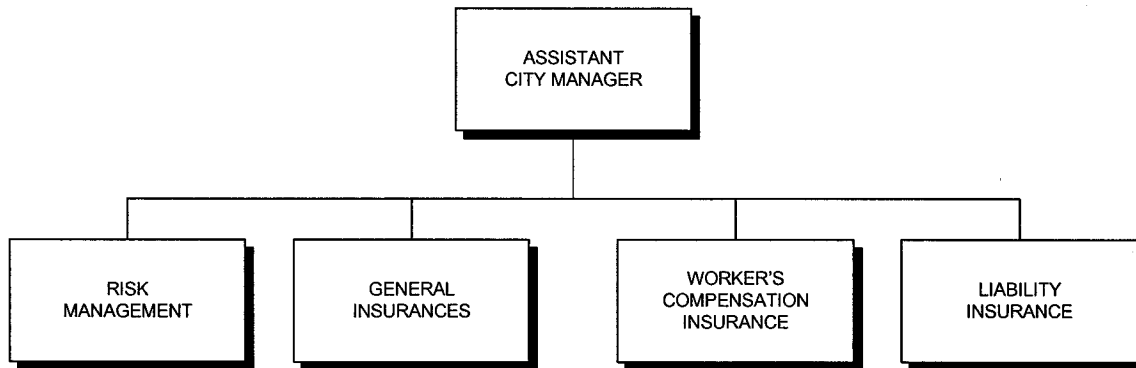 ASSISTANT
CITY MANAGER
RISK
MANAGEMENT
GENERAL
INSURANCES
WORKER'S
COMPENSATION
INSURANCE
LIABILITY
INSURANCE